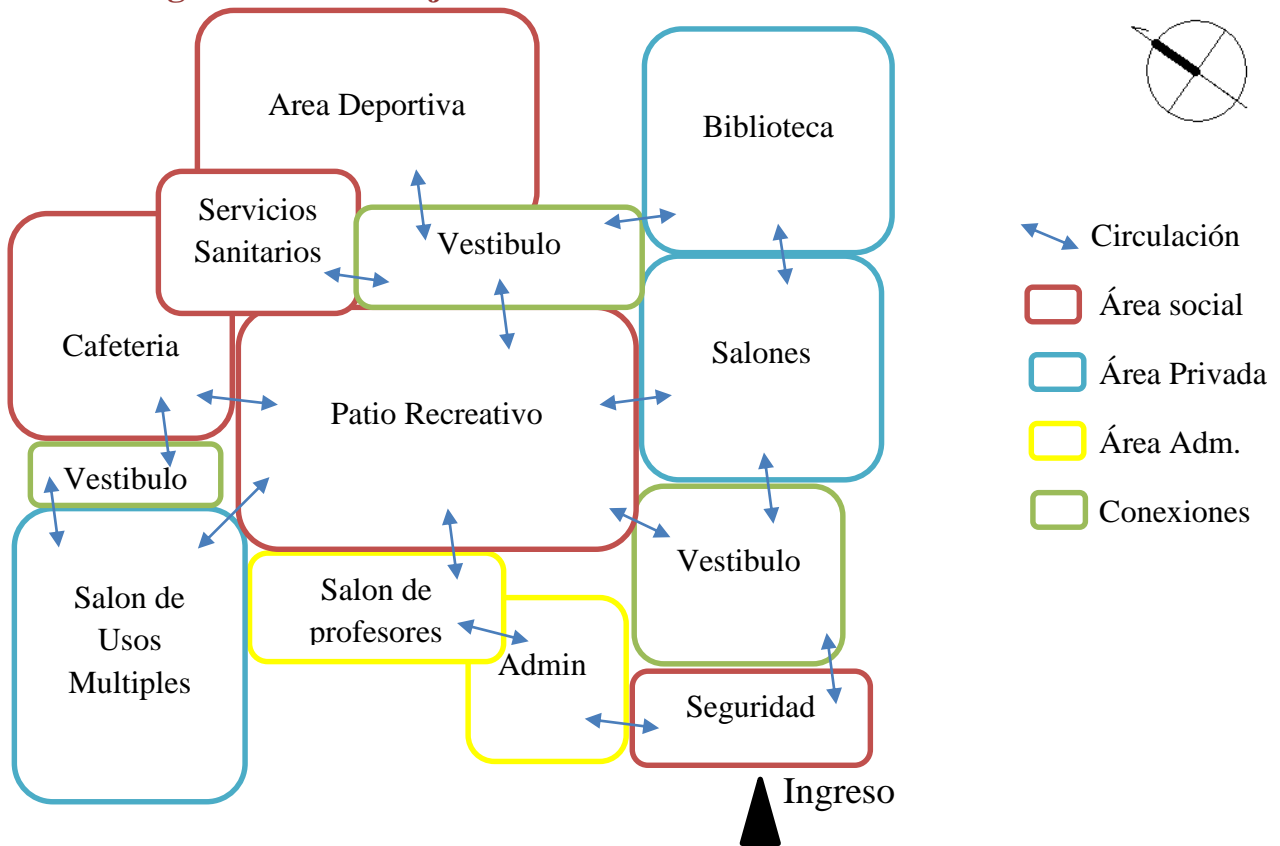 Area Deportiva
Biblioteca
Servicios
Sanitarios
Vestibulo
Cafeteria
Patio Recreativo
Salones
Vestibulo
Salon de
Usos
Multiples
Salon de
profesores
Admin
Vestibulo
Seguridad
Ingreso
Circulación
Área social
Área Privada
Área Adm.
Conexiones